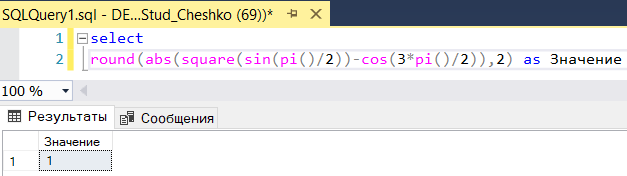 SQLQuery1.sql - DE...Stud_Cheshko (69))*
1 select
2 round(abs(square(sin(pi()/2))-cos(3*pi()/2)),2) as Значение
100 %
Результаты Сообщения
Значение
1 1